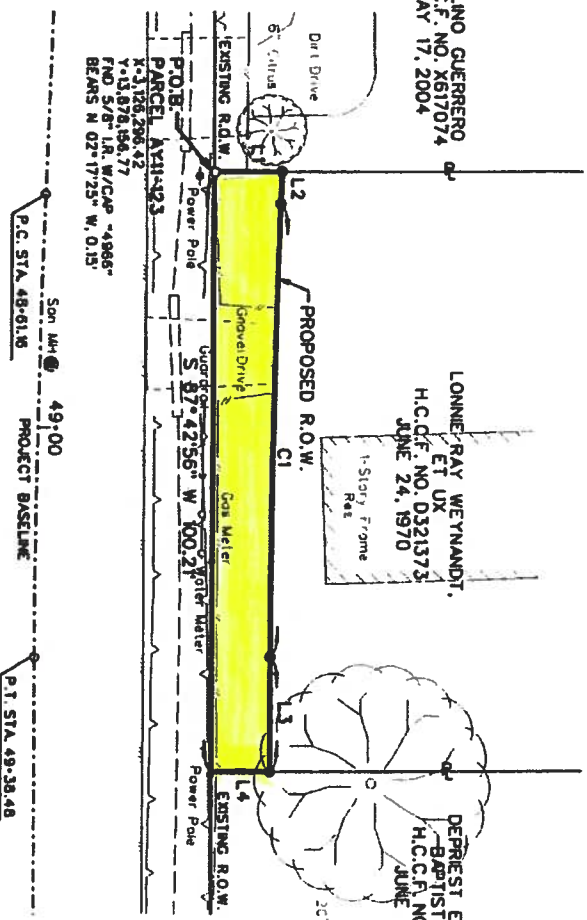 LINO GUERRERO
C.F. NO. X617074
AY 17, 2004
Dirt Drive
6" Citrus
EXISTING R.O.W.
L1
L2
P.O.B.
PARCEL AY11-123
X=3,126,296.42
Y=13,878,156.77
FND 5/8" I.R. W/CAP "4966"
BEARS N 02°17'25" W, 0.15'
Power Pole
PROPOSED R.O.W.
Gravel Drive
Guardrail
S 87°42'56" W 100.21'
C1
Gas Meter
Water Meter
LONNIE RAY WEYNANDT,
ET UX
H.C.C.F. NO. D321373
JUNE 24, 1970
1-Story Frame
Res
L3
L4
Power Pole
EXISTING R.O.W.
DEPRIEST E
BAPTIST
H.C.C.F. NO
JUNE
P.C. STA. 48+61.16
San MH
49+00
PROJECT BASELINE
P.T. STA. 49+38.48